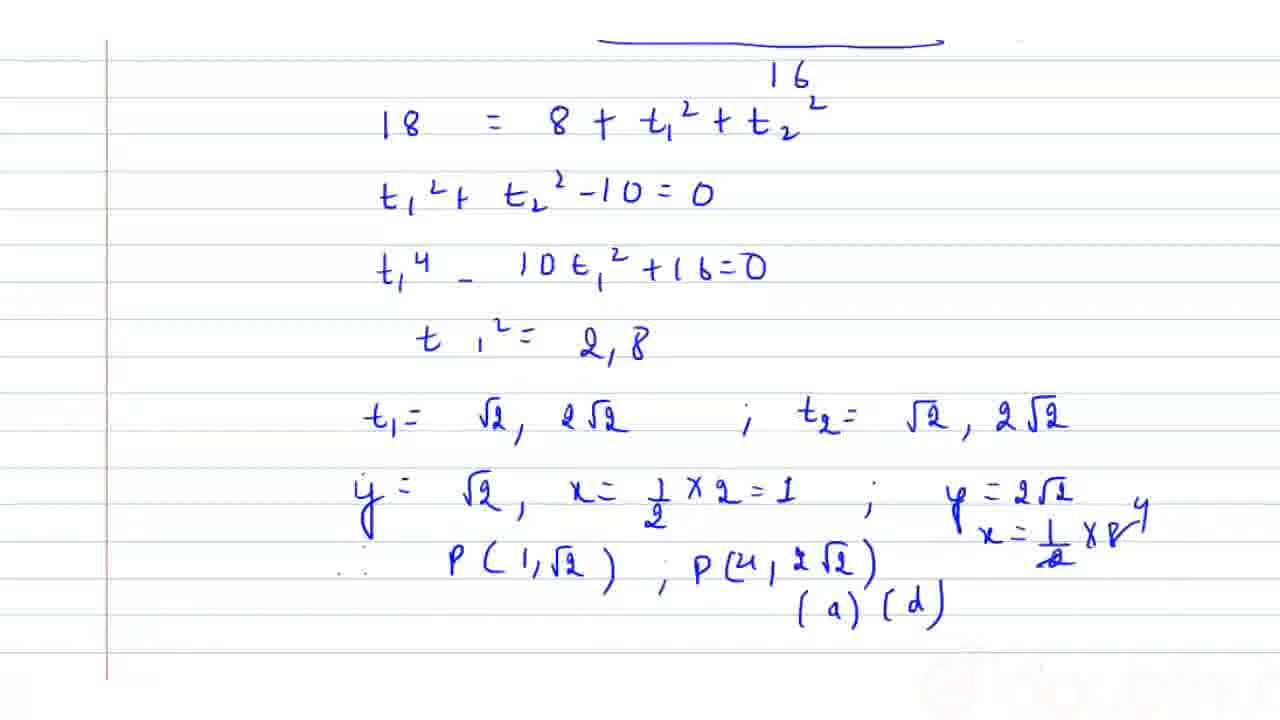 16
18 = 8 + t₁² + t₂²
t₁² + t₂² - 10 = 0
t₁⁴ - 10 t₁² + 16 = 0
t₁² = 2, 8
t₁ = √2, 2√2 ; t₂ = √2, 2√2
y = √2, x = 1/2 × 2 = 1 ; y = 2√2
x = 1/2 × 8 4
∴ P(1, √2) ; P(4, 2√2)
(a) (d)